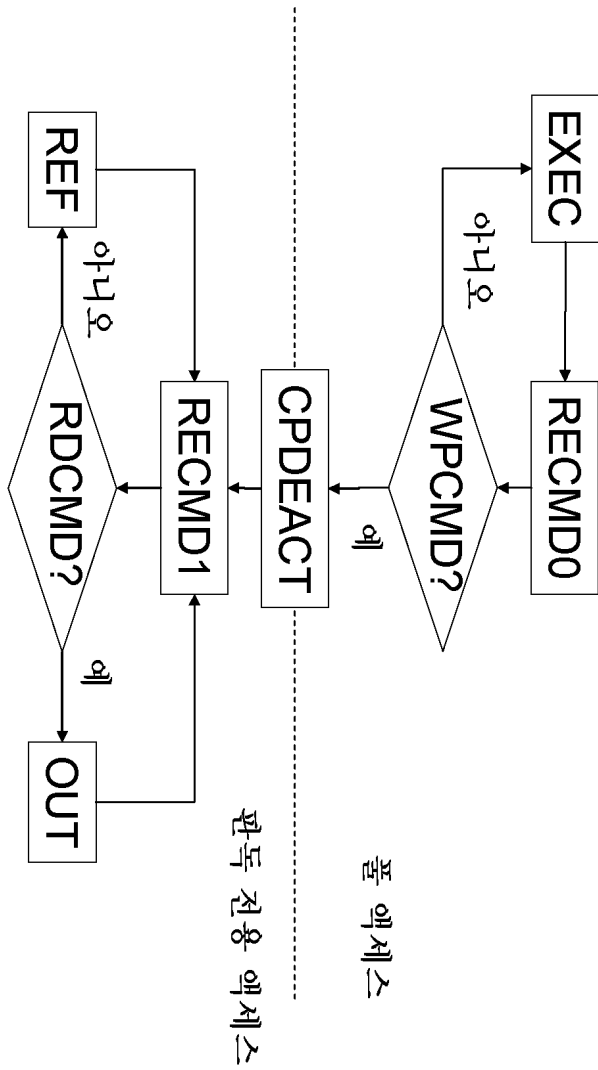 EXEC
RECMD0
아니오
WPCMD?
예
풀 액세스
CPDEACT
판독 전용 액세스
RECMD1
REF
아니오
RDCMD?
예
OUT